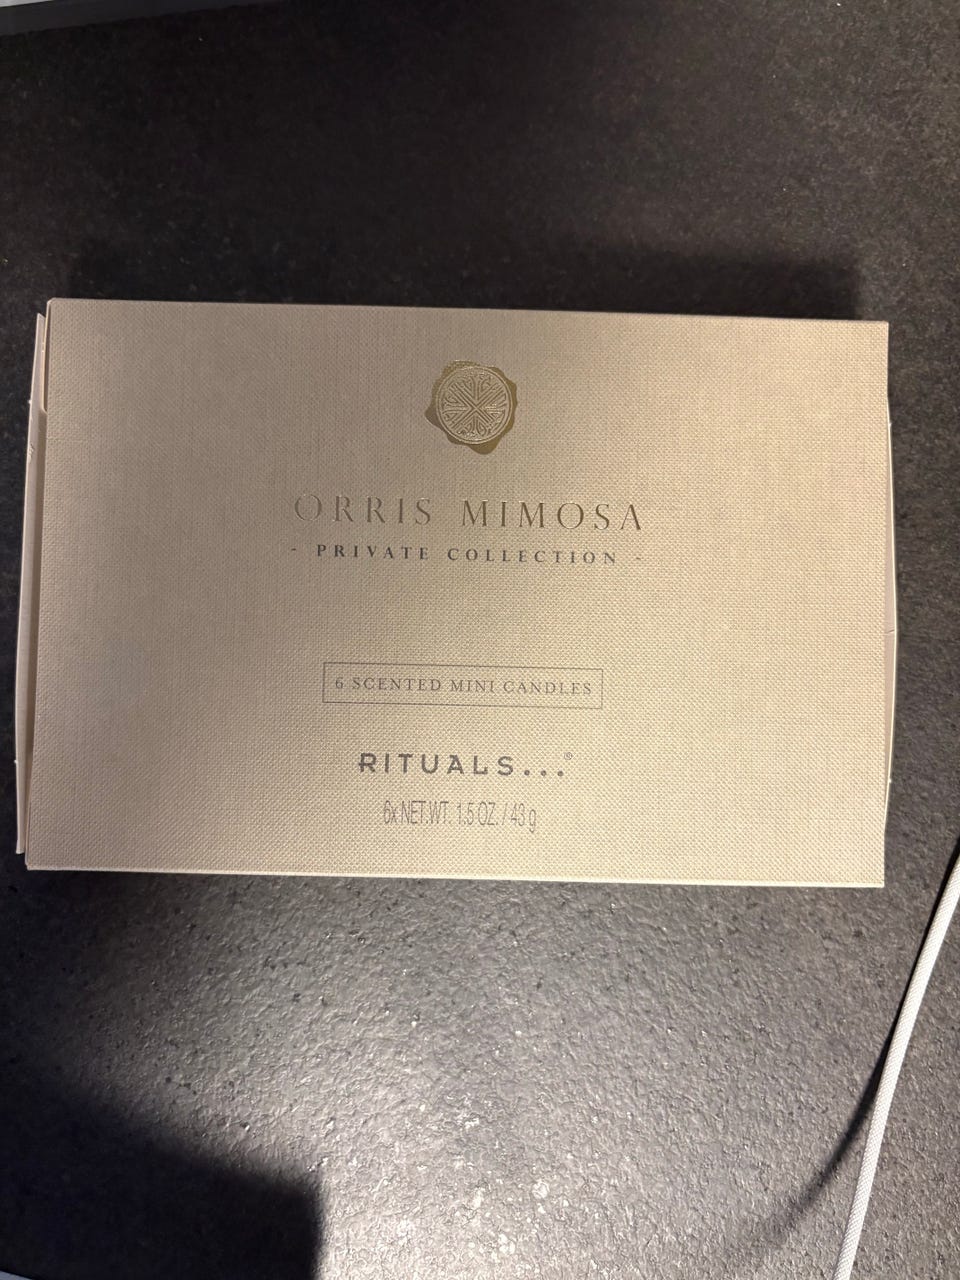 ORRIS MIMOSA
- PRIVATE COLLECTION -
6 SCENTED MINI CANDLES
RITUALS...®
6x NET.WT. 1.5 OZ. / 43 g